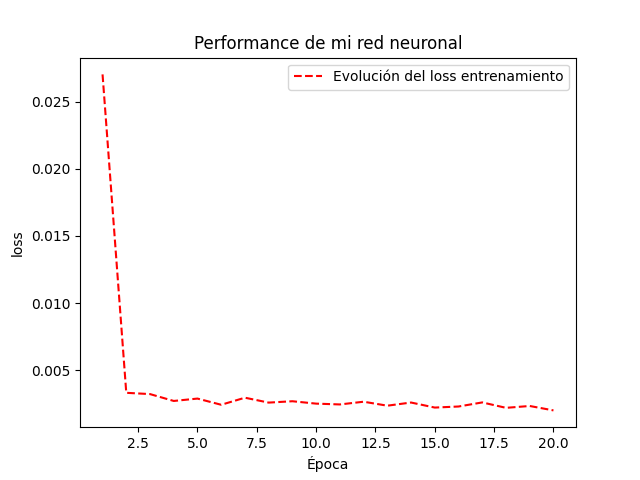 Performance de mi red neuronal
Evolución del loss entrenamiento
0.025
0.020
0.015
0.010
0.005
loss
2.5 5.0 7.5 10.0 12.5 15.0 17.5 20.0
Época